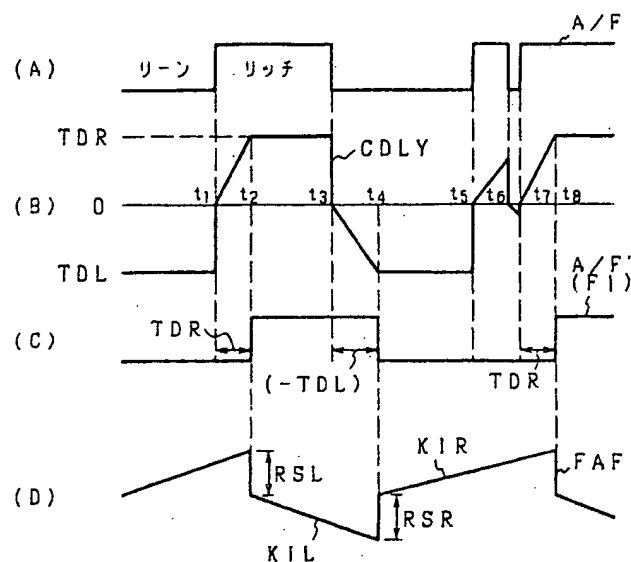 A/F
(A)
リーン リッチ
TDR
CDLY
t1 t2 t3 t4 t5 t6 t7 t8
(B) 0
TDL
A/F'
(F1)
(C)
TDR
(-TDL)
TDR
KIR
RSL
FAF
(D)
RSR
KIL